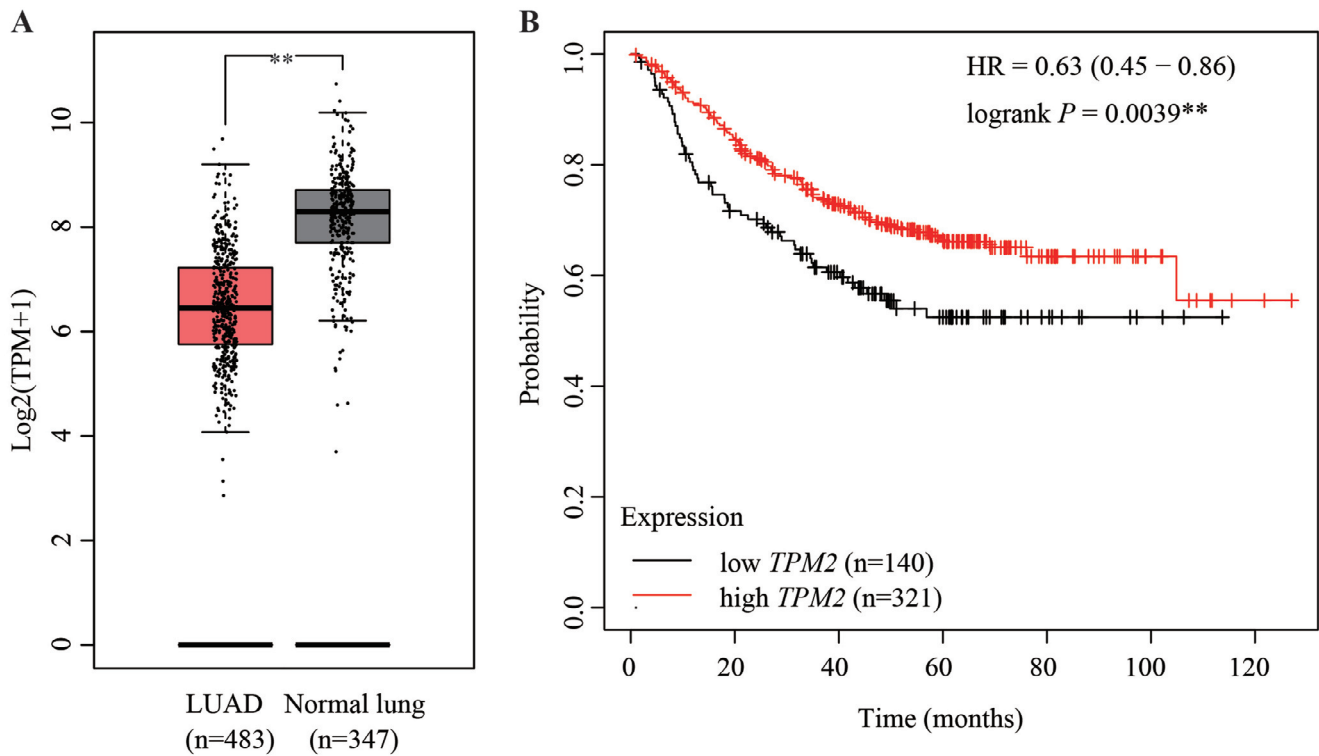 A
**
Log2(TPM+1)
10
8
6
4
2
0
LUAD
(n=483)
Normal lung
(n=347)
B
HR = 0.63 (0.45 − 0.86)
logrank P = 0.0039**
Probability
1.0
0.8
0.6
0.4
0.2
0.0
Expression
low TPM2 (n=140)
high TPM2 (n=321)
0 20 40 60 80 100 120
Time (months)